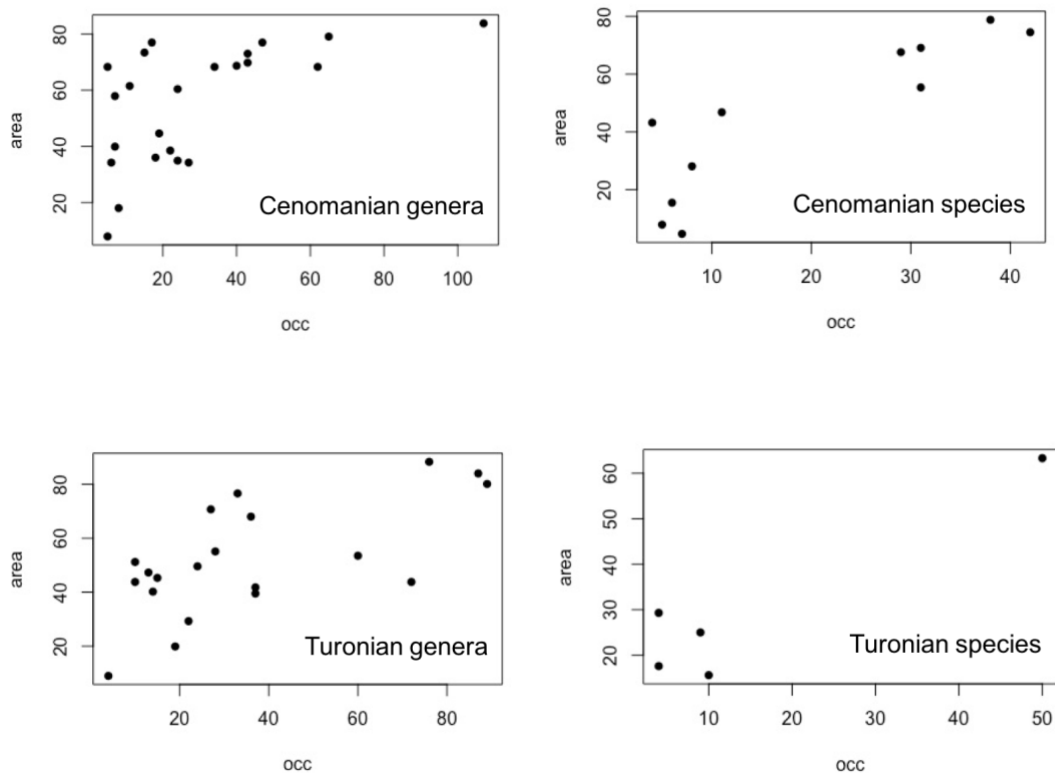 80
60
40
20
area
Cenomanian genera
20 40 60 80 100
occ
80
60
40
20
area
Cenomanian species
10 20 30 40
occ
80
60
40
20
area
Turonian genera
20 40 60 80
occ
60
50
40
30
20
area
Turonian species
10 20 30 40 50
occ